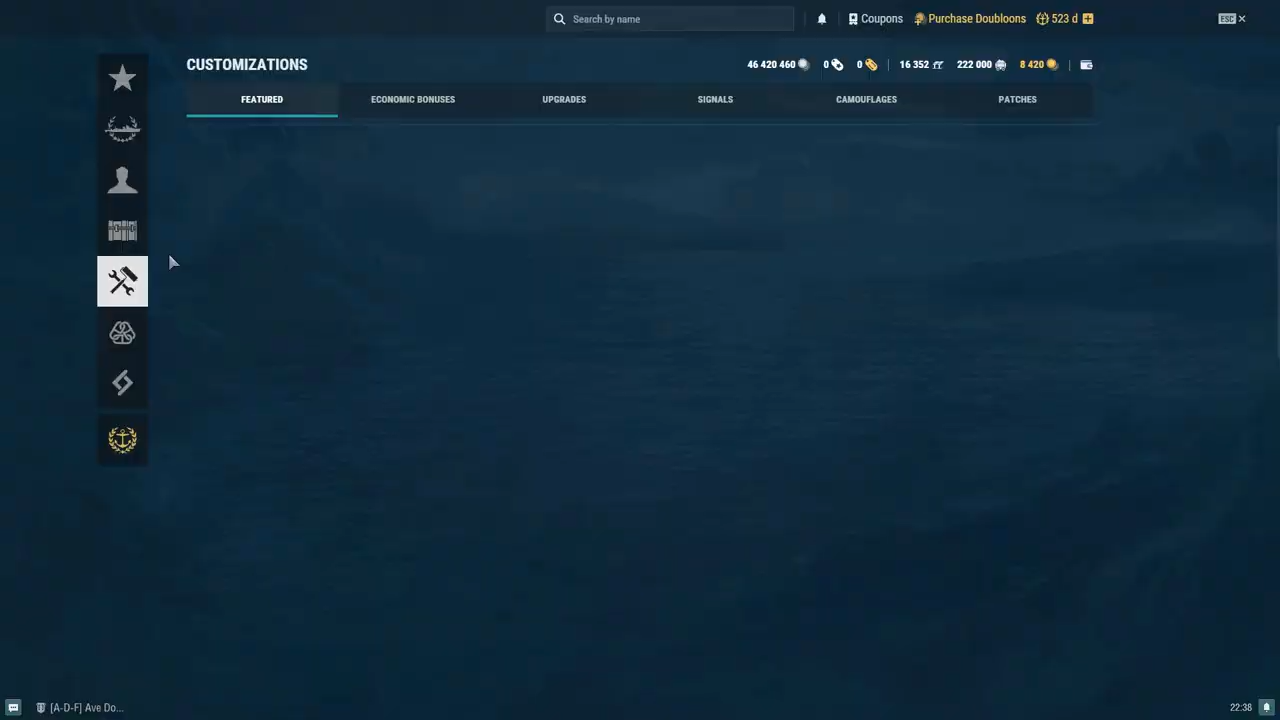 Search by name
Coupons
Purchase Doubloons
523 d
ESC
CUSTOMIZATIONS
46 420 460
0
0
16 352
222 000
8 420
FEATURED
ECONOMIC BONUSES
UPGRADES
SIGNALS
CAMOUFLAGES
PATCHES
[A-D-F] Ave Do...
22:38